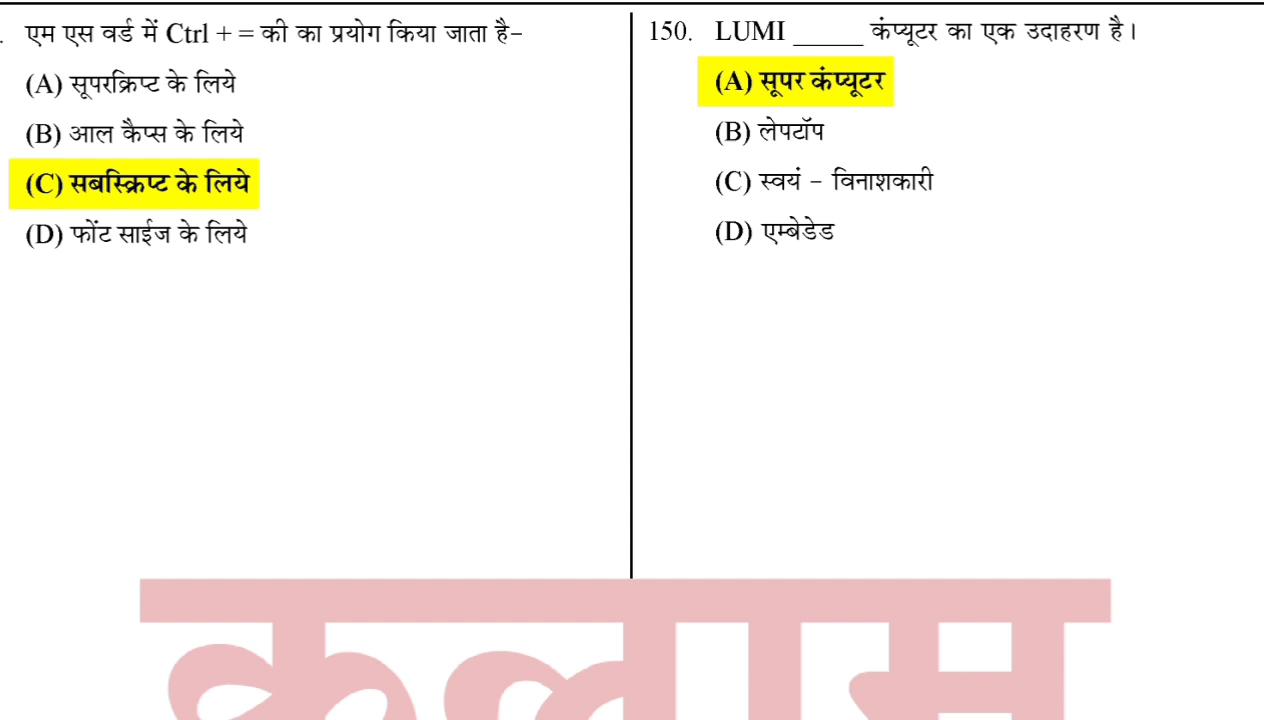 . एम एस वर्ड में Ctrl + = की का प्रयोग किया जाता है–
(A) सूपरक्रिप्ट के लिये
(B) आल कैप्स के लिये
(C) सबस्क्रिप्ट के लिये
(D) फोंट साईज के लिये
150. LUMI _____ कंप्यूटर का एक उदाहरण है।
(A) सूपर कंप्यूटर
(B) लेपटॉप
(C) स्वयं – विनाशकारी
(D) एम्बेडेड
कलाम